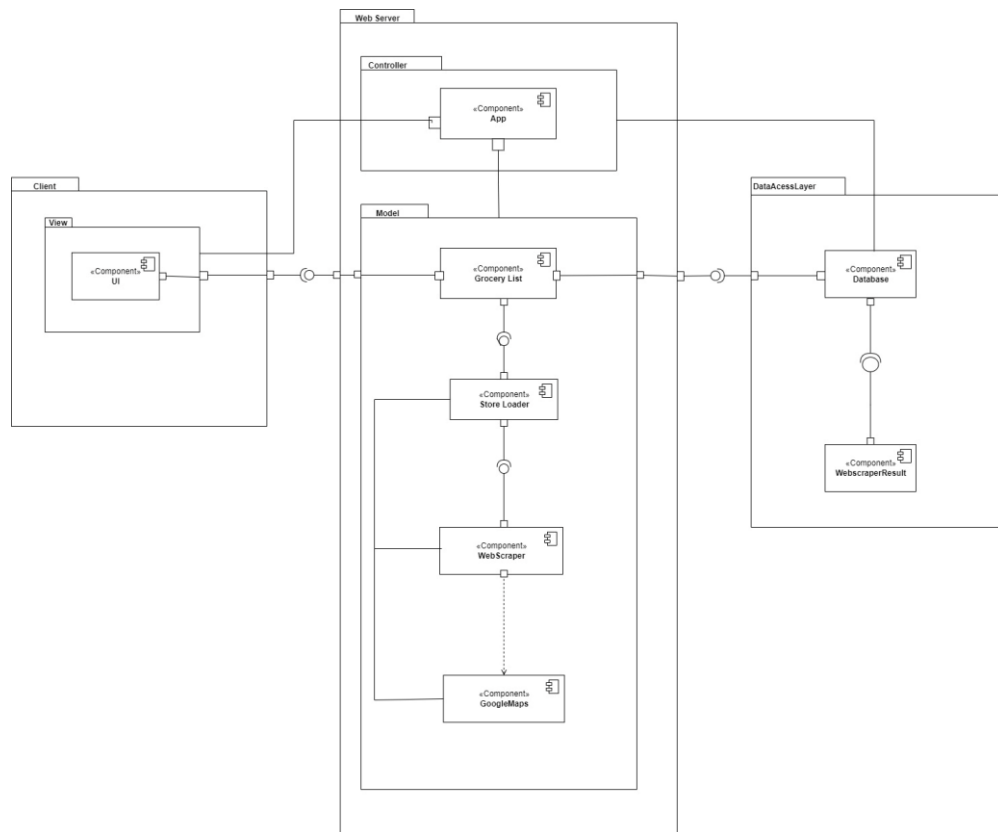 Web Server
Controller
«Component»
App
Client
View
«Component»
UI
Model
«Component»
Grocery List
DataAcessLayer
«Component»
Database
«Component»
Store Loader
«Component»
WebscraperResult
«Component»
WebScraper
«Component»
GoogleMaps